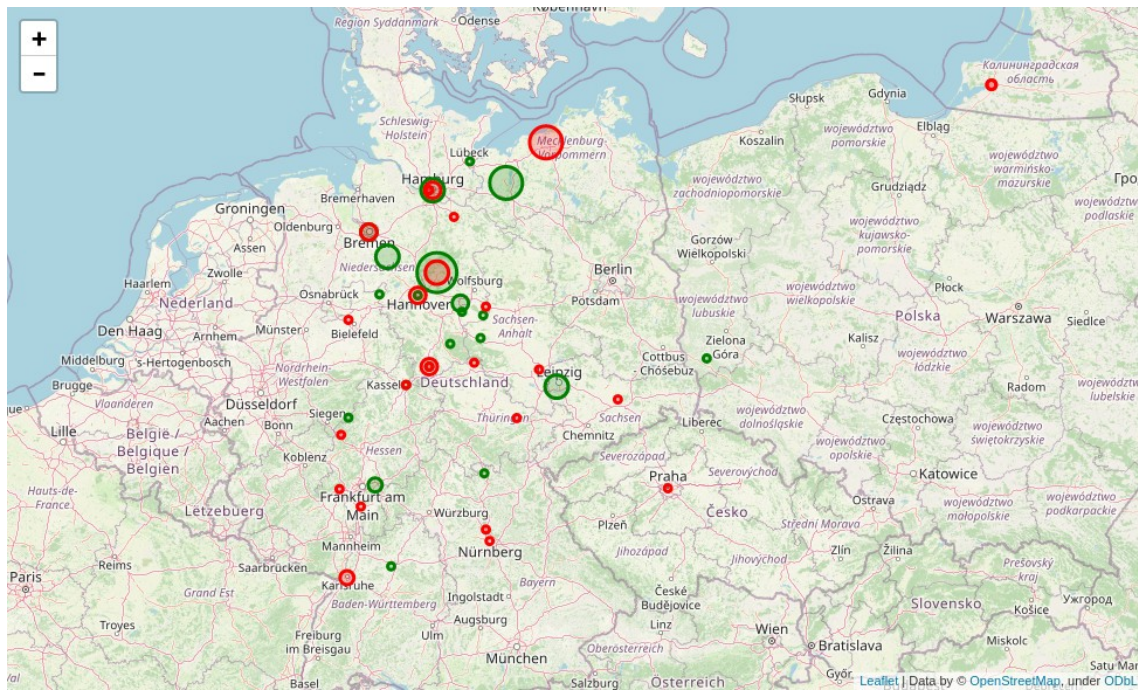 +
−
København
Region Syddanmark
Odense
Калининградская
область
Gdynia
Słupsk
Elbląg
Koszalin
Schleswig-
Holstein
Lübeck
Mecklenburg-
Vorpommern
województwo
pomorskie
województwo
warmińsko-
mazurskie
Гро
województwo
zachodniopomorskie
Grudziądz
województwo
podlaskie
Hamburg
Bremerhaven
Groningen
Oldenburg
Bremen
Assen
województwo
kujawsko-
pomorskie
Gorzów
Wielkopolski
Niedersachsen
Zwolle
Haarlem
Nederland
Wolfsburg
Berlin
Potsdam
Płock
Osnabrück
Hannover
województwo
wielkopolskie
województwo
lubuskie
Polska
Warszawa
Siedlce
Den Haag
Arnhem
Münster
Bielefeld
Sachsen-
Anhalt
Zielona
Góra
Kalisz
Middelburg
's-Hertogenbosch
Cottbus
- Chóśebuz
województwo
łódzkie
Brugge
Nordrhein-
Westfalen
Kassel
Deutschland
Leipzig
Radom
województwo
lubelskie
Vlaanderen
Düsseldorf
Aachen
Siegen
Thüringen
Sachsen
województwo
dolnośląskie
Częstochowa
Lille
België /
Belgique /
Belgien
Bonn
Chemnitz
Liberec
województwo
świętokrzyskie
Koblenz
Hessen
Severozápad
województwo
opolskie
Severovýchod
Katowice
Praha
Hauts-de-
France
Lëtzebuerg
Frankfurt am
Main
Würzburg
Česko
Ostrava
województwo
małopolskie
województwo
podkarpackie
Plzeň
Střední Morava
Mannheim
Nürnberg
Jihozápad
Jihovýchod
Zlín
Žilina
Reims
Saarbrücken
Prešovský
kraj
Paris
Karlsruhe
Bayern
České
Budějovice
Grand Est
Baden-Württemberg
Ingolstadt
Slovensko
Košice
Ужгород
Troyes
Augsburg
Linz
Wien
Freiburg
im Breisgau
Ulm
München
Oberösterreich
Bratislava
Miskolc
Basel
Salzburg
Österreich
Győr
Satu Mar
Leaflet | Data by © OpenStreetMap, under ODbL